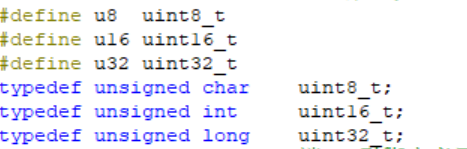 #define u8  uint8_t
#define u16 uint16_t
#define u32 uint32_t
typedef unsigned char    uint8_t;
typedef unsigned int     uint16_t;
typedef unsigned long    uint32_t;